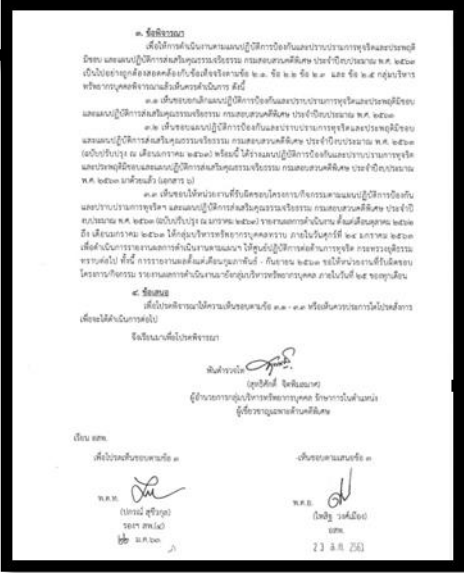 ๓. ข้อพิจารณา
เพื่อให้การดำเนินงานตามแผนปฏิบัติการป้องกันและปราบปรามการทุจริตและประพฤติ
มิชอบ และแผนปฏิบัติการส่งเสริมคุณธรรมจริยธรรม กรมสอบสวนคดีพิเศษ ประจำปีงบประมาณ พ.ศ. ๒๕๖๓
เป็นไปอย่างถูกต้องสอดคล้องกับข้อเท็จจริงตามข้อ ๒.๑. ข้อ ๒.๒ ข้อ ๒.๓ และ ข้อ ๒.๕ กลุ่มบริหาร
ทรัพยากรบุคคลพิจารณาแล้วเห็นควรดำเนินการ ดังนี้
๓.๑ เห็นชอบยกเลิกแผนปฏิบัติการป้องกันและปราบปรามการทุจริตและประพฤติมิชอบ
และแผนปฏิบัติการส่งเสริมคุณธรรมจริยธรรม กรมสอบสวนคดีพิเศษ ประจำปีงบประมาณ พ.ศ. ๒๕๖๓
๓.๒ เห็นชอบแผนปฏิบัติการป้องกันและปราบปรามการทุจริตและประพฤติมิชอบ
และแผนปฏิบัติการส่งเสริมคุณธรรมจริยธรรม กรมสอบสวนคดีพิเศษ ประจำปีงบประมาณ พ.ศ. ๒๕๖๓
(ฉบับปรับปรุง ณ เดือนมกราคม ๒๕๖๓) พร้อมนี้ ได้ร่างแผนปฏิบัติการป้องกันและปราบปรามการทุจริต
และประพฤติมิชอบและแผนปฏิบัติการส่งเสริมคุณธรรมจริยธรรม กรมสอบสวนคดีพิเศษ ประจำปีงบประมาณ
พ.ศ. ๒๕๖๓ มาด้วยแล้ว (เอกสาร ๖)
๓.๓ เห็นชอบให้หน่วยงานที่รับผิดชอบโครงการ/กิจกรรมตามแผนปฏิบัติการป้องกัน
และปราบปรามการทุจริตฯ และแผนปฏิบัติการส่งเสริมคุณธรรมจริยธรรม กรมสอบสวนคดีพิเศษ ประจำปี
งบประมาณ พ.ศ. ๒๕๖๓ (ฉบับปรับปรุง ณ มกราคม ๒๕๖๓) รายงานผลการดำเนินงาน ตั้งแต่เดือนตุลาคม ๒๕๖๒
ถึง เดือนมกราคม ๒๕๖๓ ให้กลุ่มบริหารทรัพยากรบุคคลทราบ ภายในวันศุกร์ที่ ๒๔ มกราคม ๒๕๖๓
เพื่อดำเนินการรายงานผลการดำเนินงานตามแผนฯ ให้ศูนย์ปฏิบัติการต่อต้านการทุจริต กระทรวงยุติธรรม
ทราบต่อไป ทั้งนี้ การรายงานผลตั้งแต่เดือนกุมภาพันธ์ - กันยายน ๒๕๖๓ ขอให้หน่วยงานที่รับผิดชอบ
โครงการ/กิจกรรม รายงานผลการดำเนินงานมายังกลุ่มบริหารทรัพยากรบุคคล ภายในวันที่ ๒๕ ของทุกเดือน
๔. ข้อเสนอ
เพื่อโปรดพิจารณาให้ความเห็นชอบตามข้อ ๓.๑ - ๓.๓ หรือเห็นควรประการใดโปรดสั่งการ
เพื่อจะได้ดำเนินการต่อไป
จึงเรียนมาเพื่อโปรดพิจารณา
พันตำรวจโท
(สุทธิศักดิ์
ผู้อำนวยการกลุ่มบริหารทรัพยากรบุคคล รักษาการในตำแหน่ง
ผู้เชี่ยวชาญเฉพาะด้านคดีพิเศษ
เรียน อสพ.
เพื่อโปรดเห็นชอบตามข้อ ๓
พ.ต.ท.
(ปกรณ์ สุชีวกุล)
รองฯ
ม.ค.๖๓
-เห็นชอบตามเสนอข้อ ๓
พ.ต.อ.
(ไพสิฐ วงศ์เมือง)
อสพ.
23 ม.ค. 2563